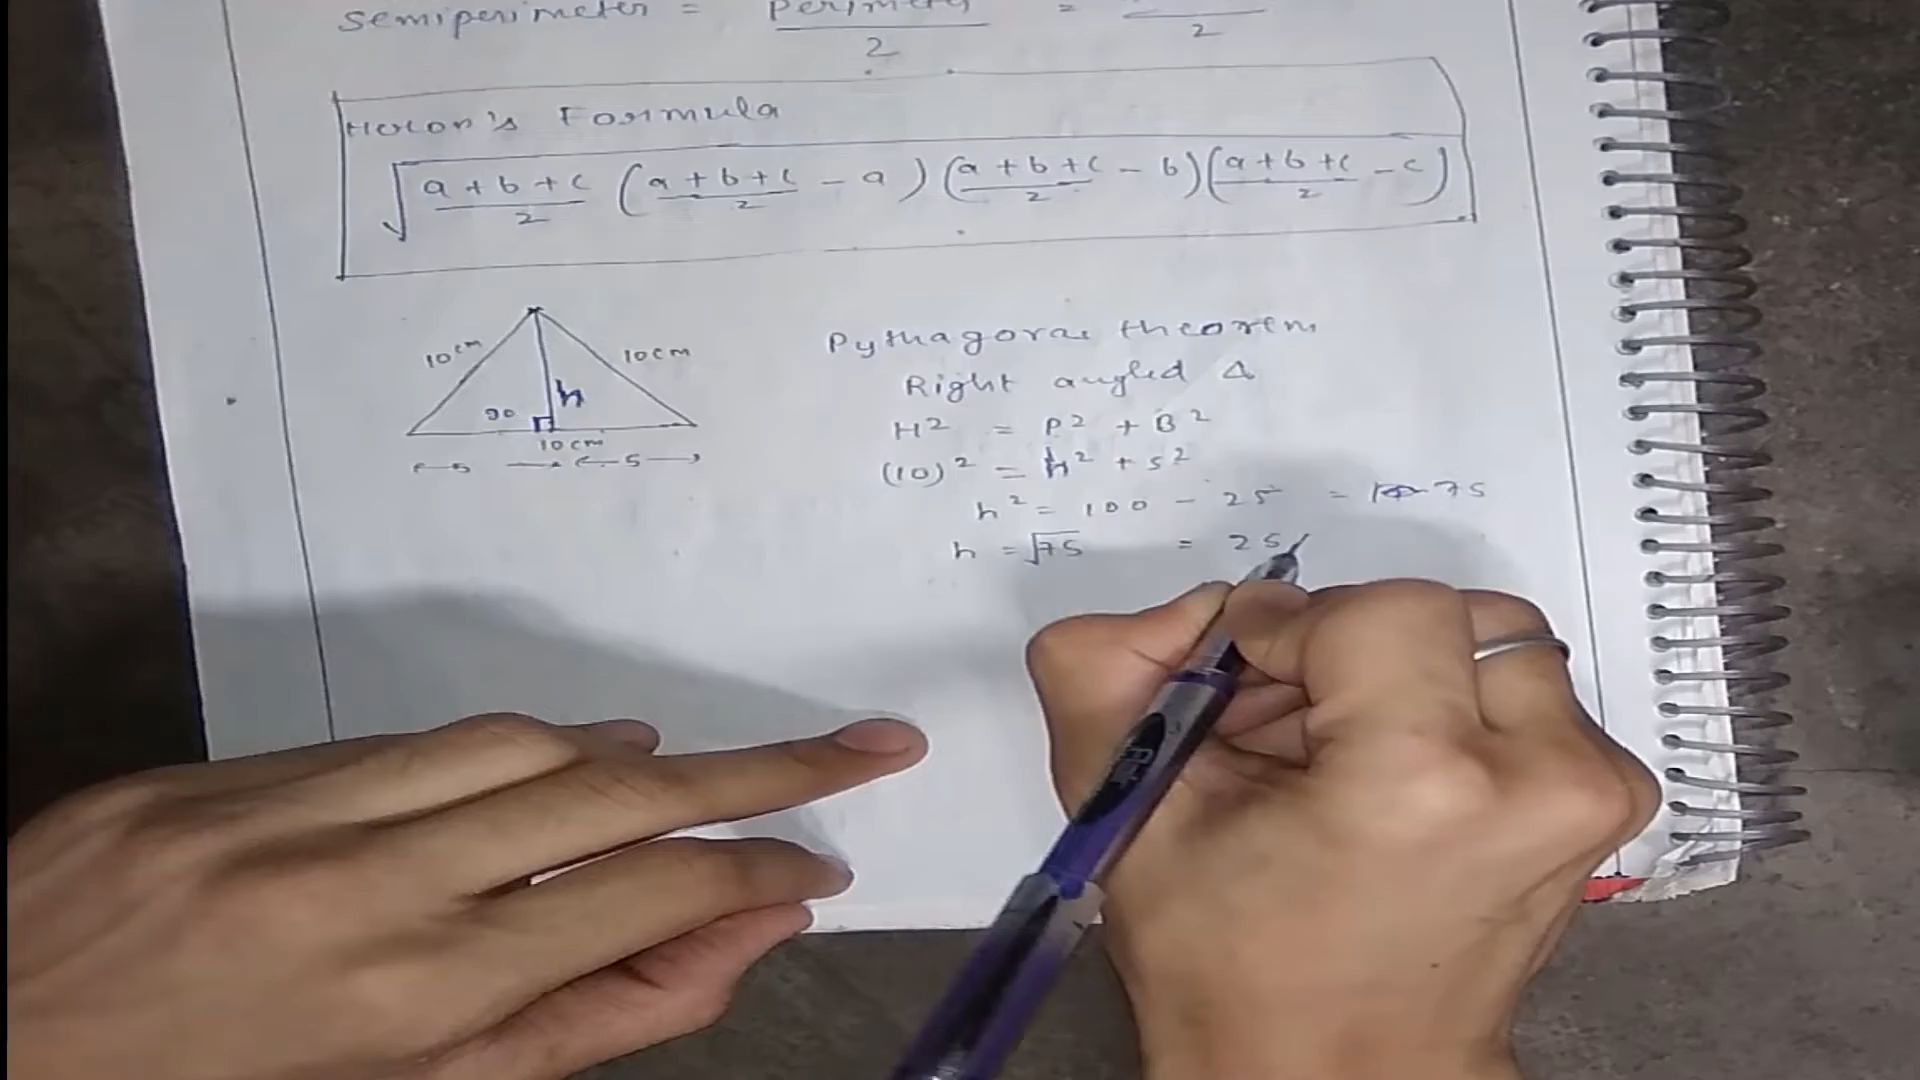 Semiperimeter = Perimeter / 2 = / 2
Heron's Formula
√ a+b+c/2 (a+b+c/2 - a) (a+b+c/2 - b) (a+b+c/2 - c)
10cm
10cm
h
90
10cm
←5 → ← 5 →
Pythagoras theorem
Right angled Δ
H² = P² + B²
(10)² = h² + 5²
h² = 100 - 25 = 75
h = √75 = 25